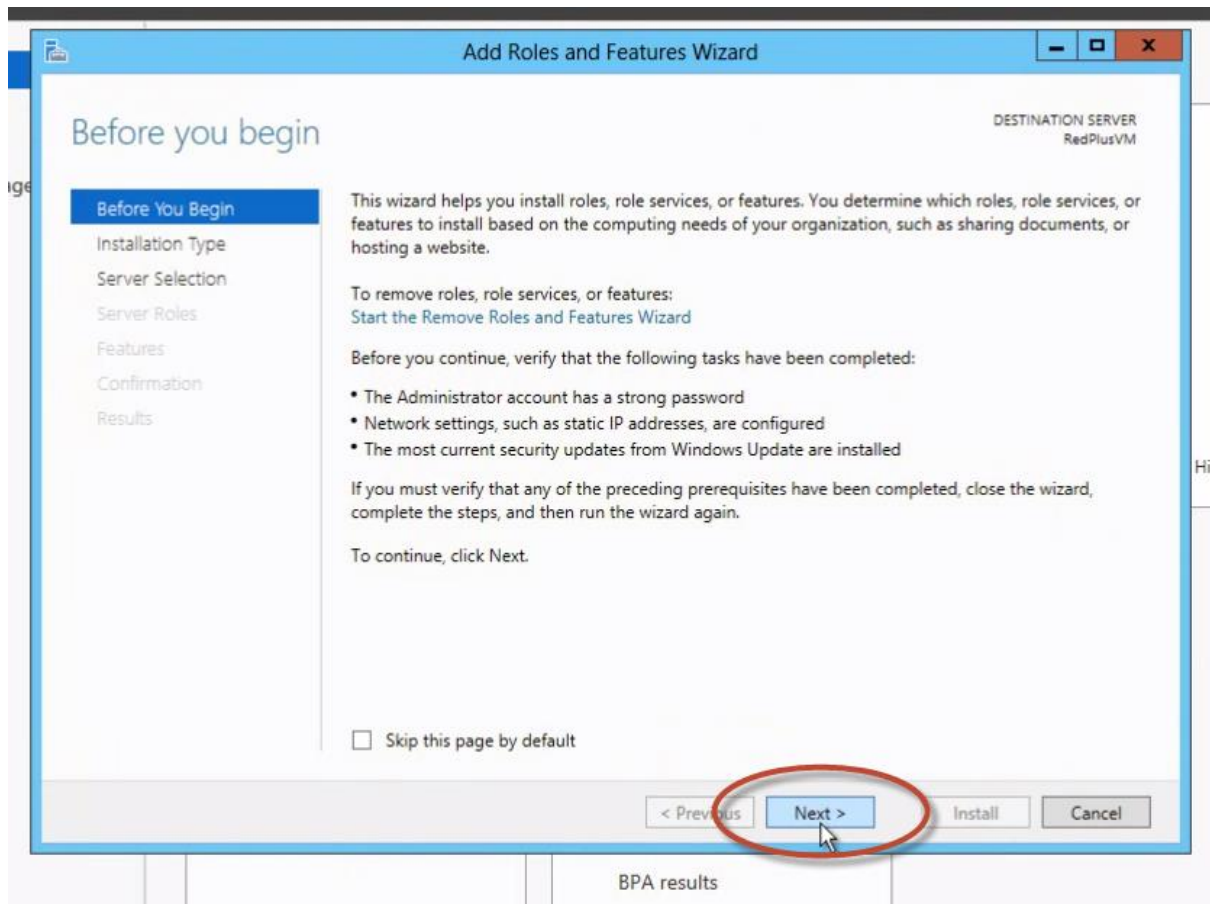 Add Roles and Features Wizard
Before you begin
DESTINATION SERVER
RedPlusVM
Before You Begin
Installation Type
Server Selection
Server Roles
Features
Confirmation
Results
This wizard helps you install roles, role services, or features. You determine which roles, role services, or
features to install based on the computing needs of your organization, such as sharing documents, or
hosting a website.
To remove roles, role services, or features:
Start the Remove Roles and Features Wizard
Before you continue, verify that the following tasks have been completed:
• The Administrator account has a strong password
• Network settings, such as static IP addresses, are configured
• The most current security updates from Windows Update are installed
If you must verify that any of the preceding prerequisites have been completed, close the wizard,
complete the steps, and then run the wizard again.
To continue, click Next.
Skip this page by default
< Previous
Next >
Install
Cancel
BPA results